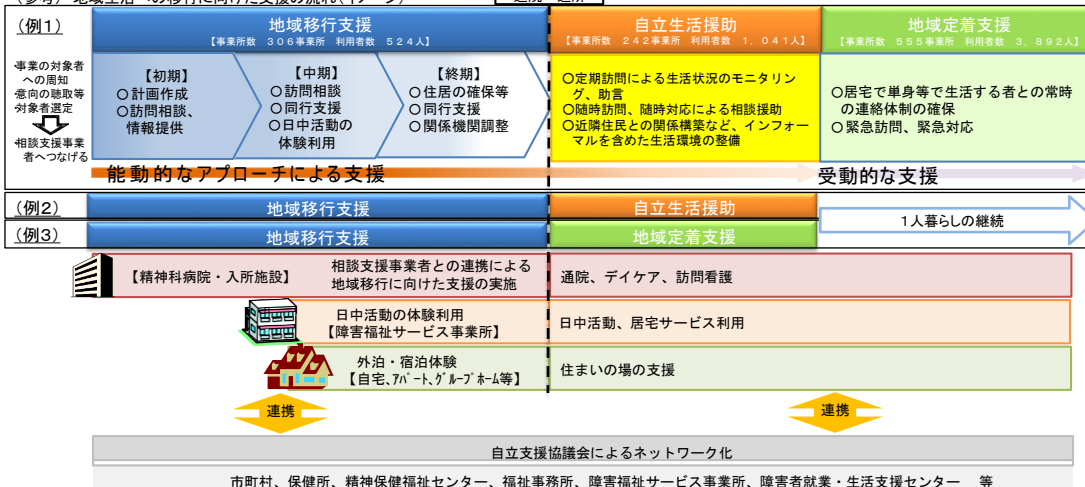 （参考）地域生活への移行に向けた支援の流れ（イメージ）
（例1）
地域移行支援
【事業所数 ３０６事業所 利用者数 ５２４人】
自立生活援助
【事業所数 ２４２事業所 利用者数 １，０４１人】
地域定着支援
【事業所数 ５５５事業所 利用者数 ３，８９２人】
・事業の対象者
への周知
・意向の聴取等
・対象者選定
・相談支援事業
者へつなげる
【初期】
○計画作成
○訪問相談、
情報提供
【中期】
○訪問相談
○同行支援
○日中活動の
体験利用
【終期】
○住居の確保等
○同行支援
○関係機関調整
○定期訪問による生活状況のモニタリン
グ、助言
○随時訪問、随時対応による相談援助
○近隣住民との関係構築など、インフォー
マルを含めた生活環境の整備
○居宅で単身等で生活する者との常時
の連絡体制の確保
○緊急訪問、緊急対応
能動的なアプローチによる支援
受動的な支援
（例2）
地域移行支援
自立生活援助
1人暮らしの継続
（例3）
地域移行支援
地域定着支援
【精神科病院・入所施設】
相談支援事業者との連携による
地域移行に向けた支援の実施
通院、デイケア、訪問看護
日中活動の体験利用
【障害福祉サービス事業所】
日中活動、居宅サービス利用
外泊・宿泊体験
【自宅、ｱﾊﾟｰﾄ、ｸﾞﾙｰﾌﾟﾎｰﾑ等】
住まいの場の支援
連携
連携
自立支援協議会によるネットワーク化
市町村、保健所、精神保健福祉センター、福祉事務所、障害福祉サービス事業所、障害者就業・生活支援センター 等